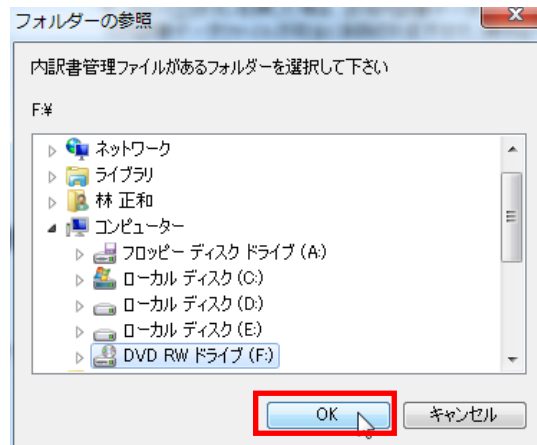 フォルダーの参照
内訳書管理ファイルがあるフォルダーを選択して下さい
F:¥
ネットワーク
ライブラリ
林 正和
コンピューター
フロッピー ディスク ドライブ (A:)
ローカル ディスク (C:)
ローカル ディスク (D:)
ローカル ディスク (E:)
DVD RW ドライブ (F:)
OK キャンセル